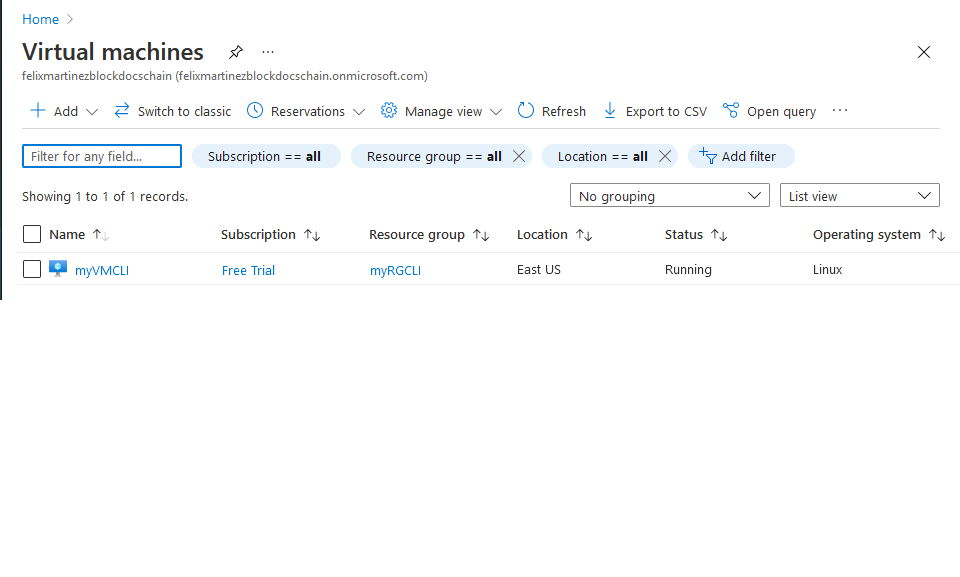 Home
Virtual machines ...
felixmartinezblockdocschain (felixmartinezblockdocschain.onmicrosoft.com)
Add Switch to classic Reservations Manage view Refresh Export to CSV Open query ...
Filter for any field... Subscription == all Resource group == all Location == all Add filter
Showing 1 to 1 of 1 records. No grouping List view
Name Subscription Resource group Location Status Operating system
myVMCLI Free Trial myRGCLI East US Running Linux